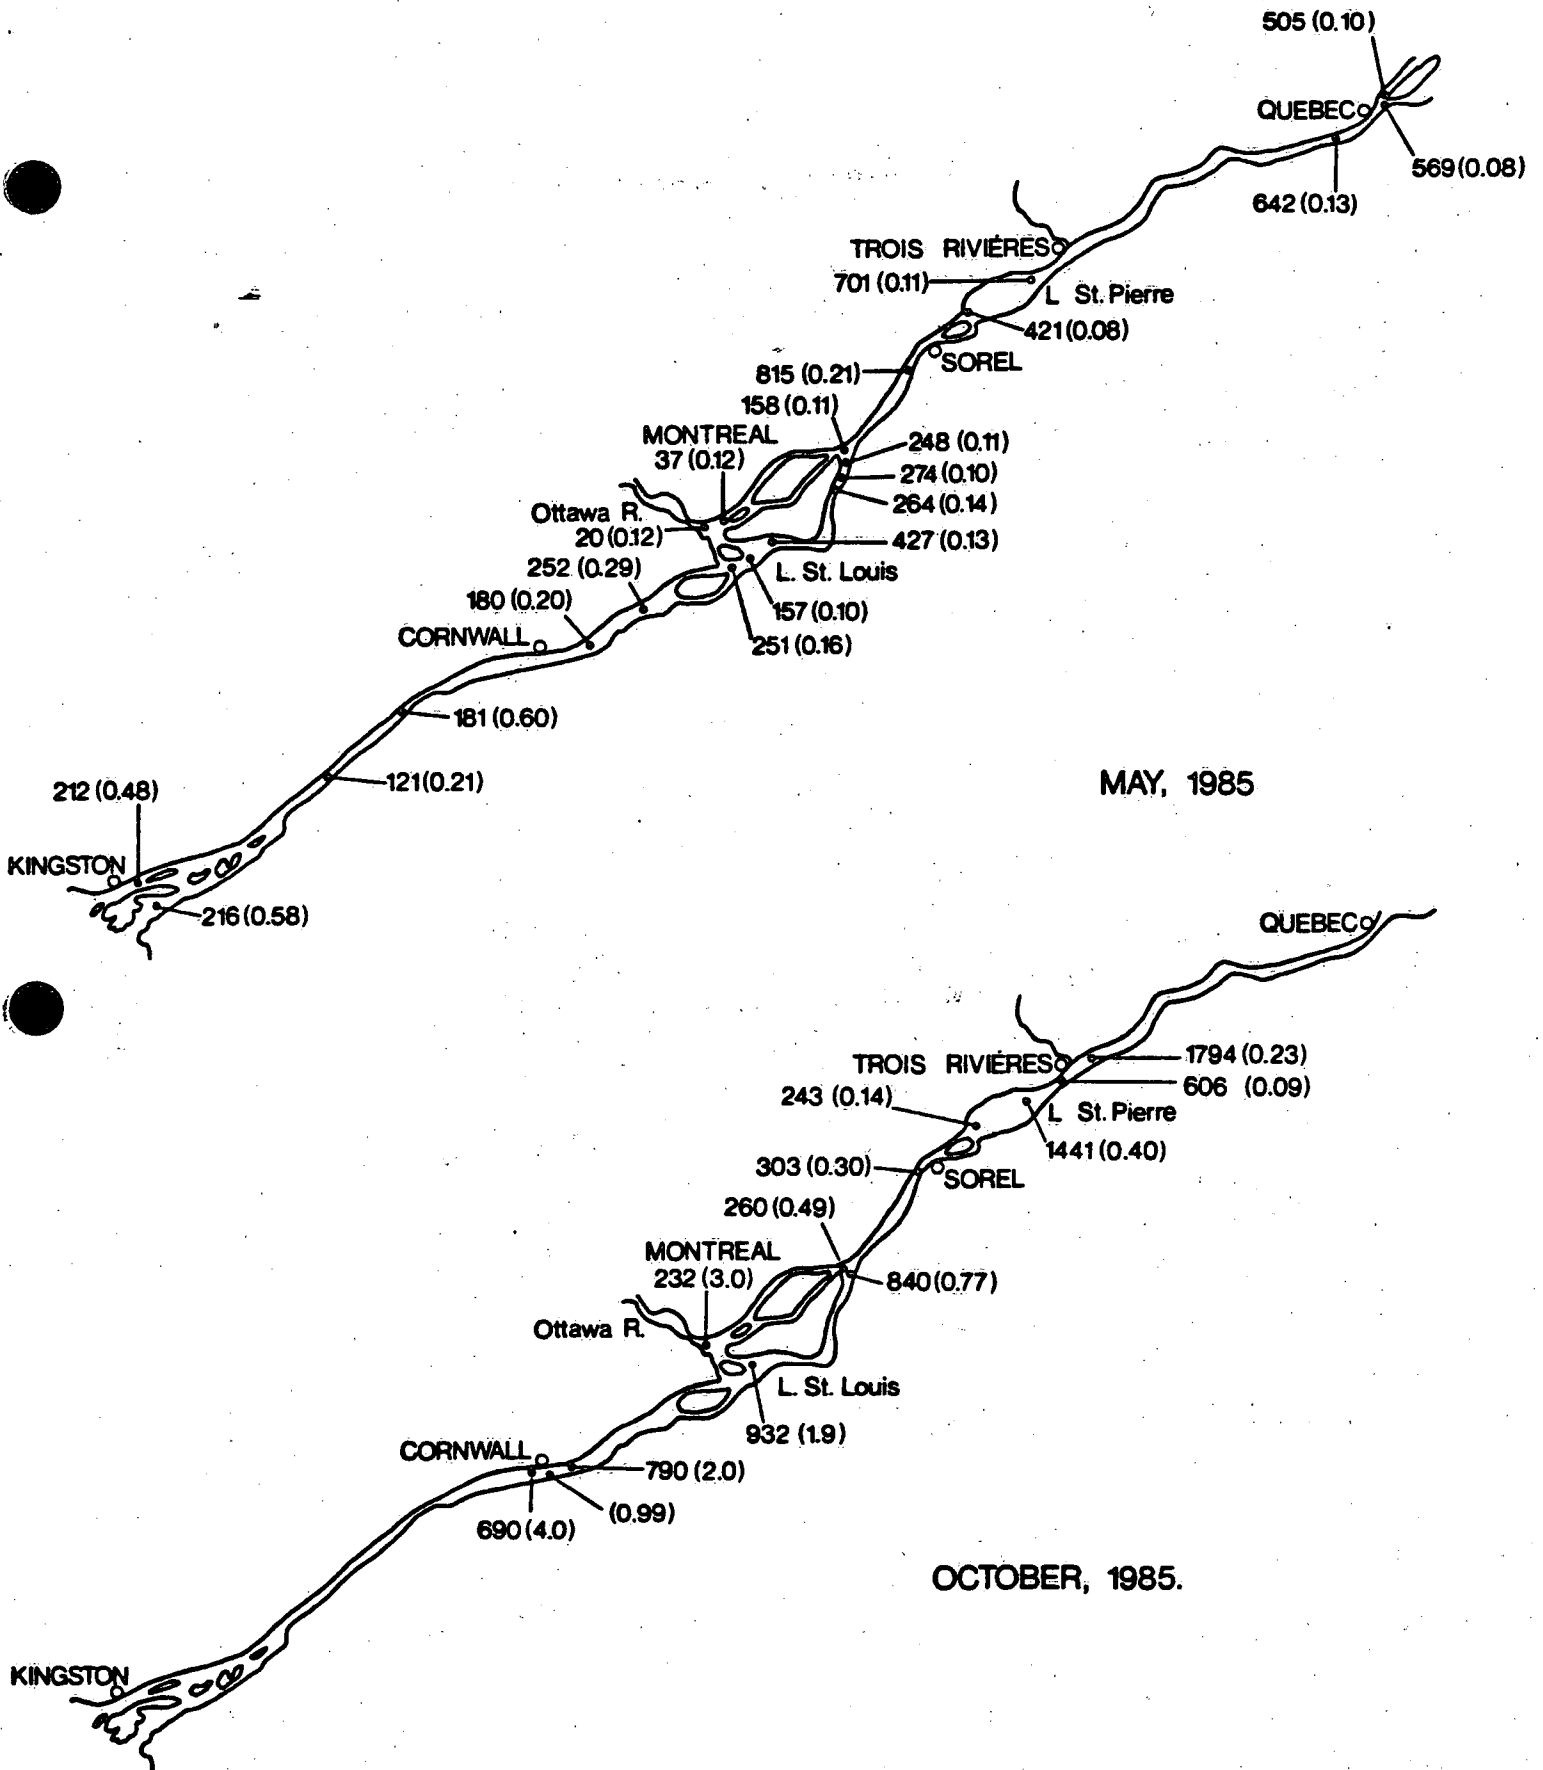 505 (0.10)
QUEBEC
569 (0.08)
642 (0.13)
TROIS RIVIÉRES
701 (0.11)
L St. Pierre
421 (0.08)
SOREL
815 (0.21)
158 (0.11)
MONTREAL
37 (0.12)
248 (0.11)
274 (0.10)
264 (0.14)
Ottawa R.
20 (0.12)
427 (0.13)
252 (0.29)
L. St. Louis
180 (0.20)
157 (0.10)
CORNWALL
251 (0.16)
181 (0.60)
121 (0.21)
212 (0.48)
MAY, 1985
KINGSTON
216 (0.58)
QUEBEC
1794 (0.23)
TROIS RIVIÉRES
606 (0.09)
243 (0.14)
L St. Pierre
1441 (0.40)
303 (0.30)
SOREL
260 (0.49)
MONTREAL
232 (3.0)
840 (0.77)
Ottawa R.
L. St. Louis
932 (1.9)
CORNWALL
790 (2.0)
(0.99)
690 (4.0)
OCTOBER, 1985.
KINGSTON